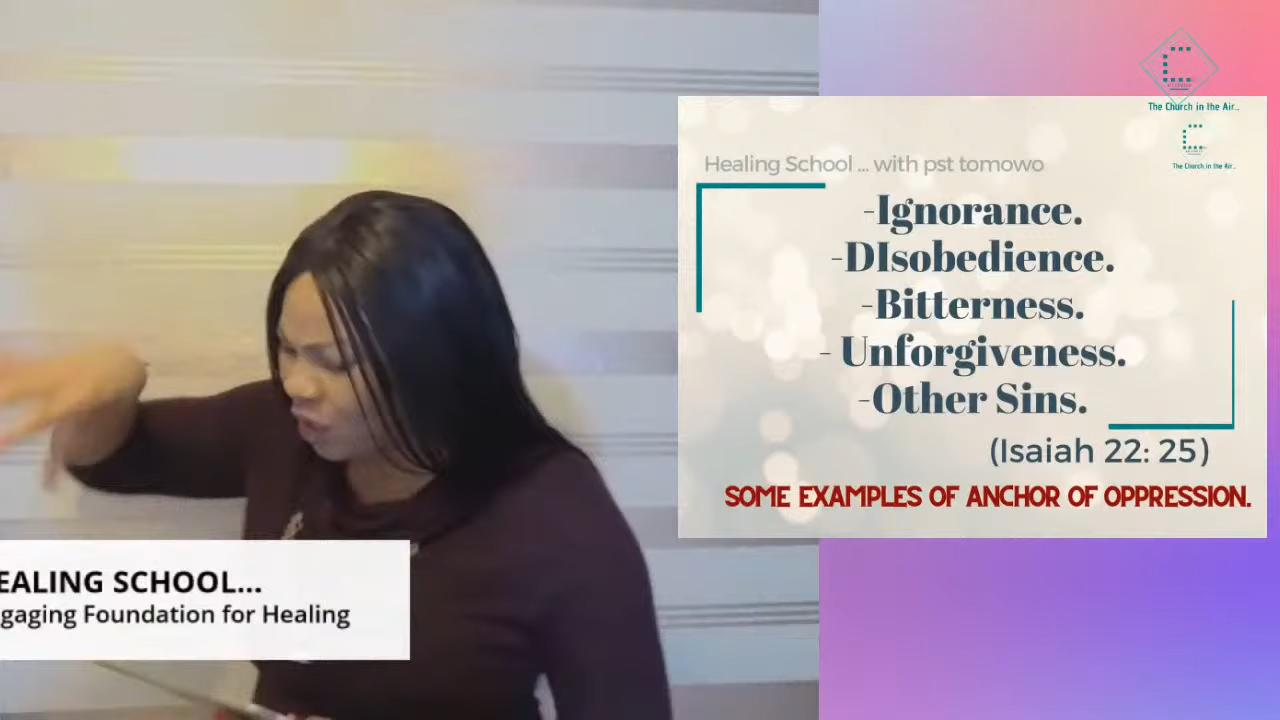 The Church in the Air..
The Church in the Air..
Healing School ... with pst tomowo
-Ignorance.
-DIsobedience.
-Bitterness.
- Unforgiveness.
-Other Sins.
(Isaiah 22: 25)
SOME EXAMPLES OF ANCHOR OF OPPRESSION.
EALING SCHOOL...
gaging Foundation for Healing